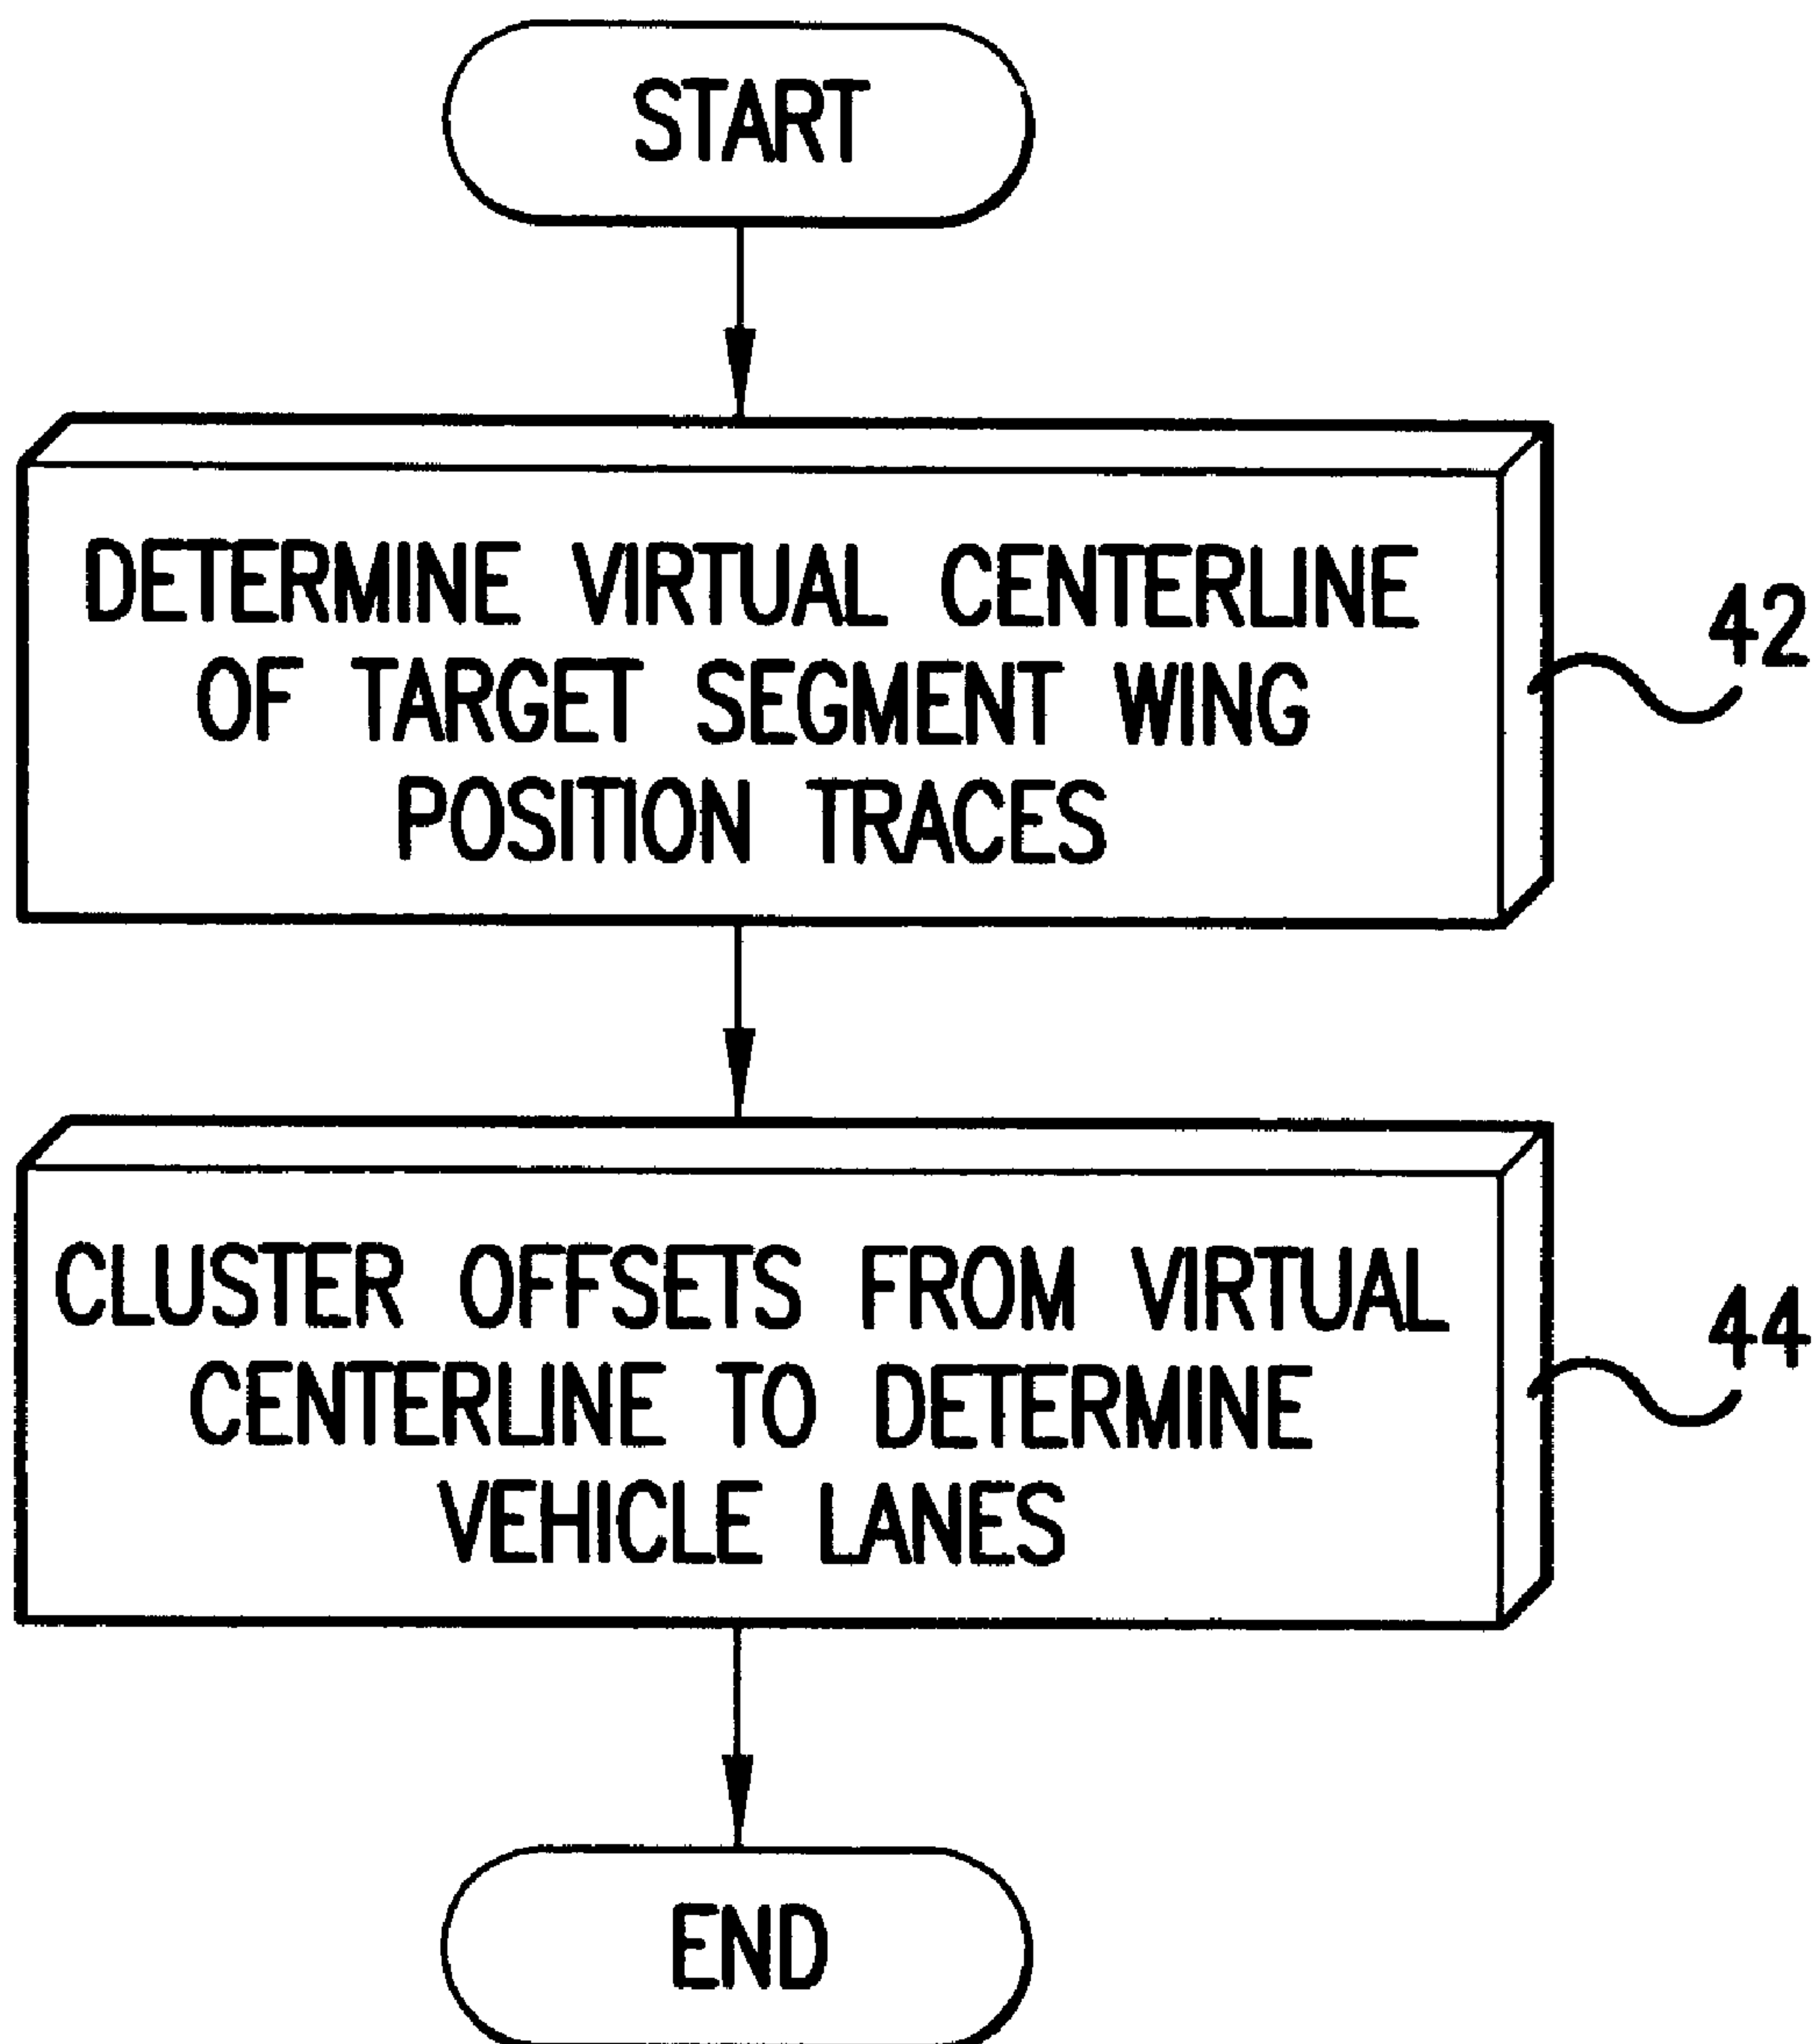 START
DETERMINE VIRTUAL CENTERLINE
OF TARGET SEGMENT WING
POSITION TRACES
42
CLUSTER OFFSETS FROM VIRTUAL
CENTERLINE TO DETERMINE
VEHICLE LANES
44
END